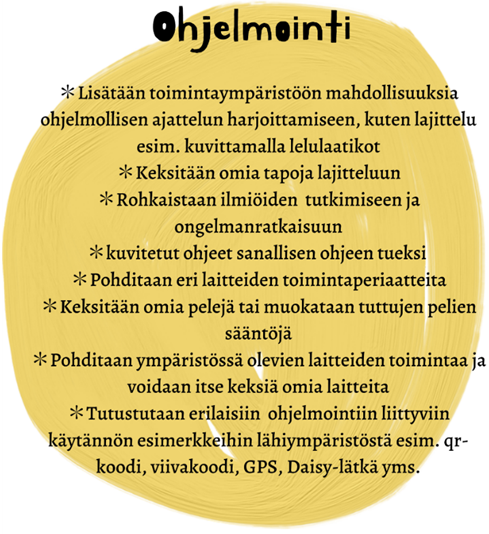 Ohjelmointi
* Lisätään toimintaympäristöön mahdollisuuksia
ohjelmollisen ajattelun harjoittamiseen, kuten lajittelu
esim. kuvittamalla lelulaatikot
* Keksitään omia tapoja lajitteluun
* Rohkaistaan ilmiöiden tutkimiseen ja
ongelmanratkaisuun
* kuvitetut ohjeet sanallisen ohjeen tueksi
* Pohditaan eri laitteiden toimintaperiaatteita
* Keksitään omia pelejä tai muokataan tuttujen pelien
sääntöjä
* Pohditaan ympäristössä olevien laitteiden toimintaa ja
voidaan itse keksiä omia laitteita
* Tutustutaan erilaisiin ohjelmointiin liittyviin
käytännön esimerkkeihin lähiympäristöstä esim. qr-
koodi, viivakoodi, GPS, Daisy-lätkä yms.